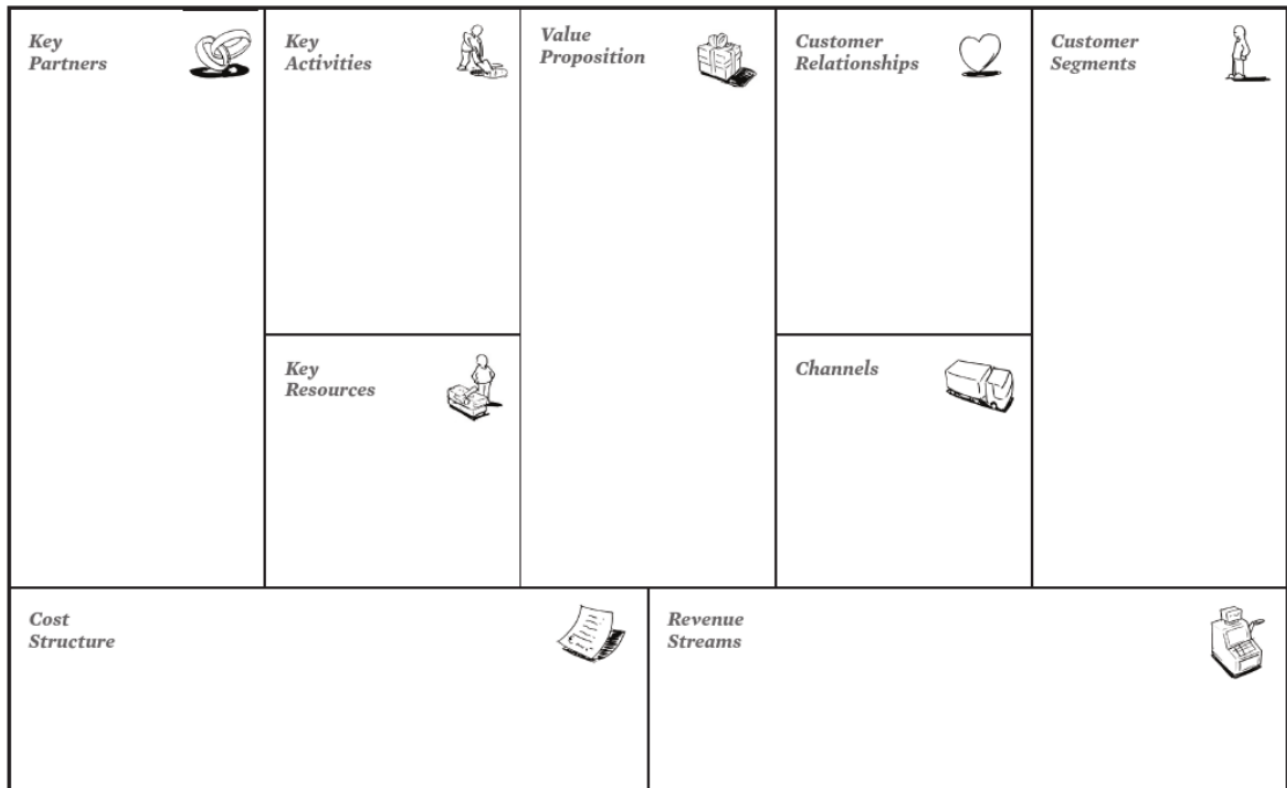 Key
Partners
Key
Activities
Value
Proposition
Customer
Relationships
Customer
Segments
Key
Resources
Channels
Cost
Structure
Revenue
Streams